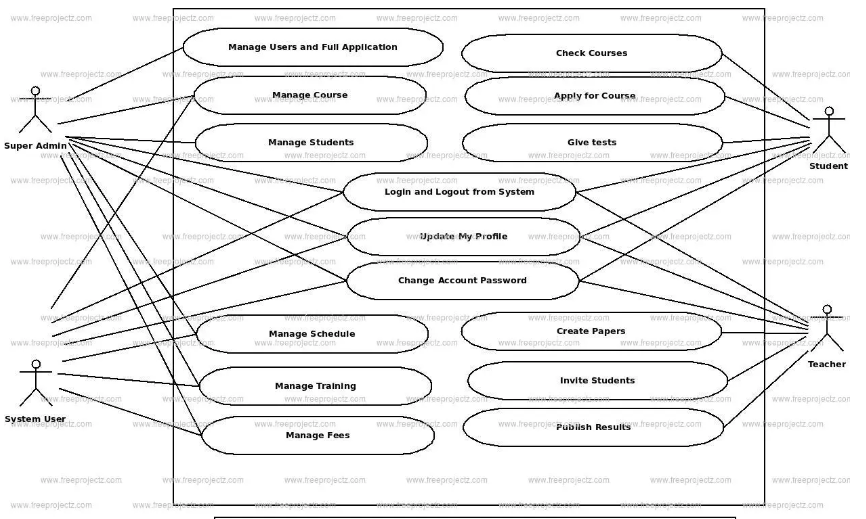 Manage Users and Full Application
Check Courses
Manage Course
Apply for Course
Manage Students
Give tests
Super Admin
Student
Login and Logout from System
Update My Profile
Change Account Password
Manage Schedule
Create Papers
Teacher
Manage Training
Invite Students
System User
Manage Fees
Publish Results
www.freeprojectz.com